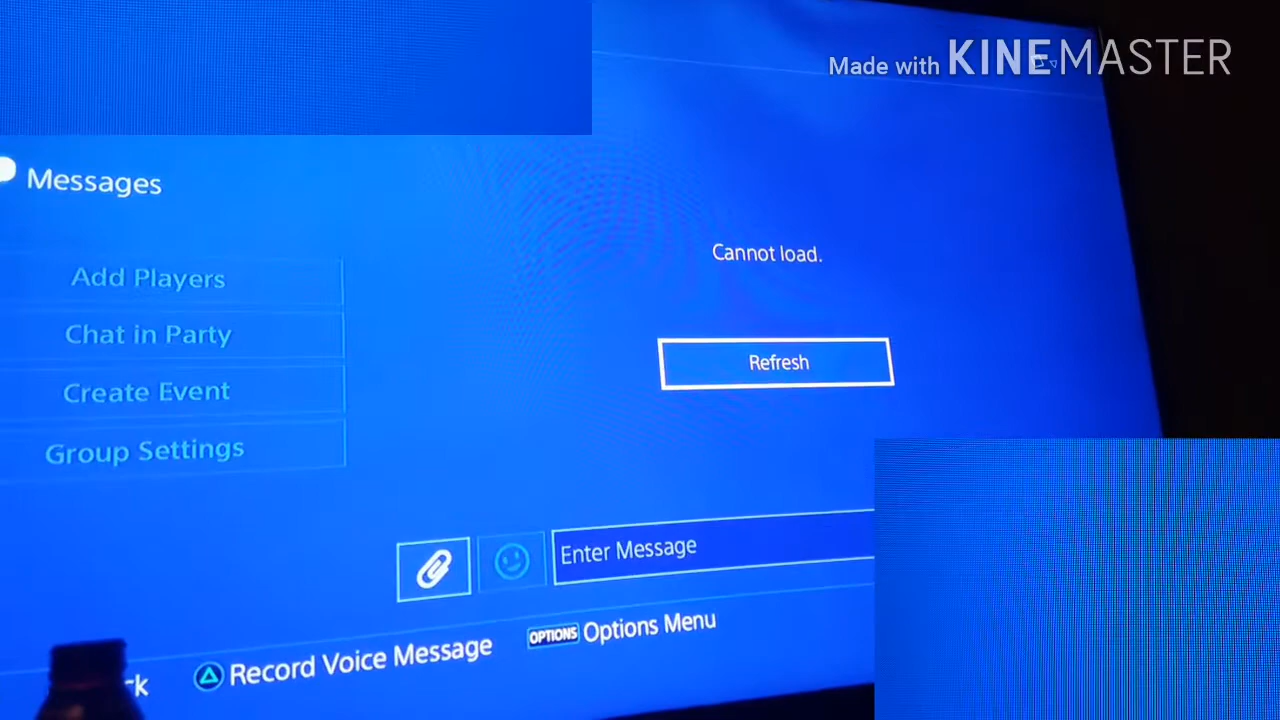 Made with KINEMASTER
Messages
Cannot load.
Add Players
Chat in Party
Refresh
Create Event
Group Settings
Enter Message
OPTIONS Options Menu
Record Voice Message